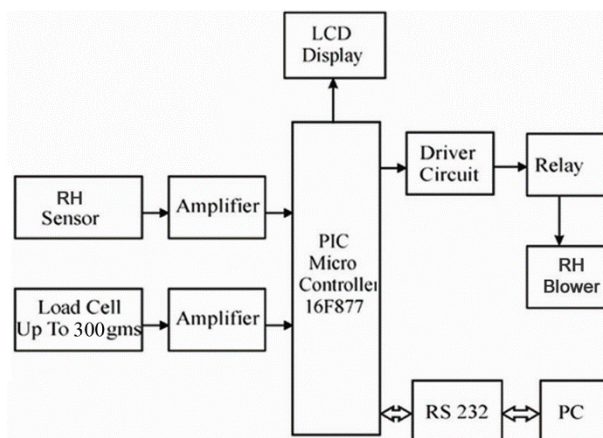 LCD
Display
RH
Sensor
Amplifier
Load Cell
Up To 300gms
Amplifier
PIC
Micro
Controller
16F877
Driver
Circuit
Relay
RH
Blower
RS 232
PC